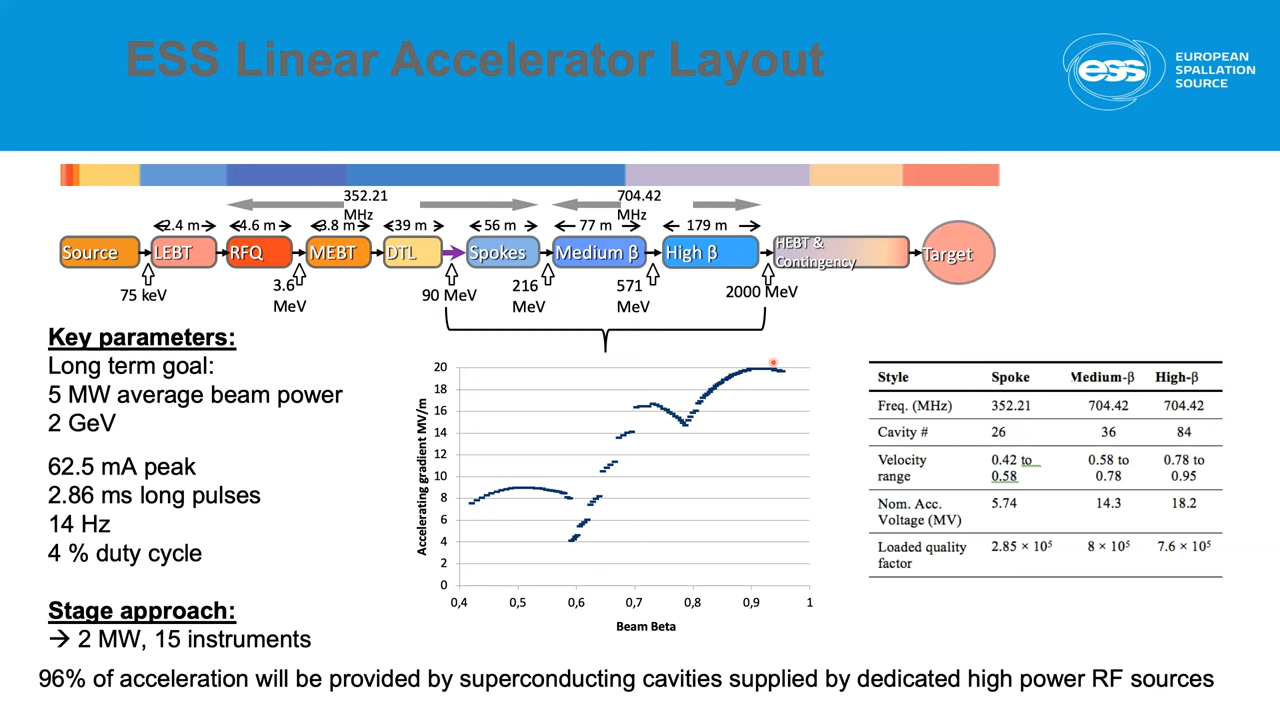 ESS Linear Accelerator Layout
ess
EUROPEAN
SPALLATION
SOURCE
352.21
MHz
704.42
MHz
2.4 m
4.6 m
3.8 m
39 m
56 m
77 m
179 m
Source
LEBT
RFQ
MEBT
DTL
Spokes
Medium β
High β
HEBT &
Contingency
Target
75 keV
3.6
MeV
90 MeV
216
MeV
571
MeV
2000 MeV
Key parameters:
Long term goal:
5 MW average beam power
2 GeV
62.5 mA peak
2.86 ms long pulses
14 Hz
4 % duty cycle
Stage approach:
→ 2 MW, 15 instruments
Accelerating gradient MV/m
20
18
16
14
12
10
8
6
4
2
0
0,4 0,5 0,6 0,7 0,8 0,9 1
Beam Beta
Style Spoke Medium-β High-β
Freq. (MHz) 352.21 704.42 704.42
Cavity # 26 36 84
Velocity 0.42 to 0.58 to 0.78 to
range 0.58 0.78 0.95
Nom. Acc. 5.74 14.3 18.2
Voltage (MV)
Loaded quality 2.85 × 10⁵ 8 × 10⁵ 7.6 × 10⁵
factor
96% of acceleration will be provided by superconducting cavities supplied by dedicated high power RF sources